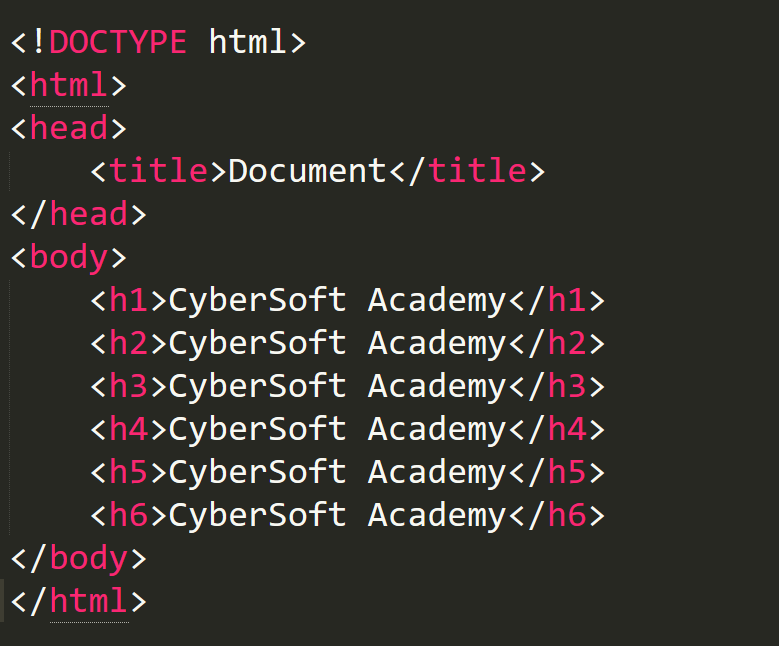 <!DOCTYPE html>
<html>
<head>
    <title>Document</title>
</head>
<body>
    <h1>CyberSoft Academy</h1>
    <h2>CyberSoft Academy</h2>
    <h3>CyberSoft Academy</h3>
    <h4>CyberSoft Academy</h4>
    <h5>CyberSoft Academy</h5>
    <h6>CyberSoft Academy</h6>
</body>
</html>